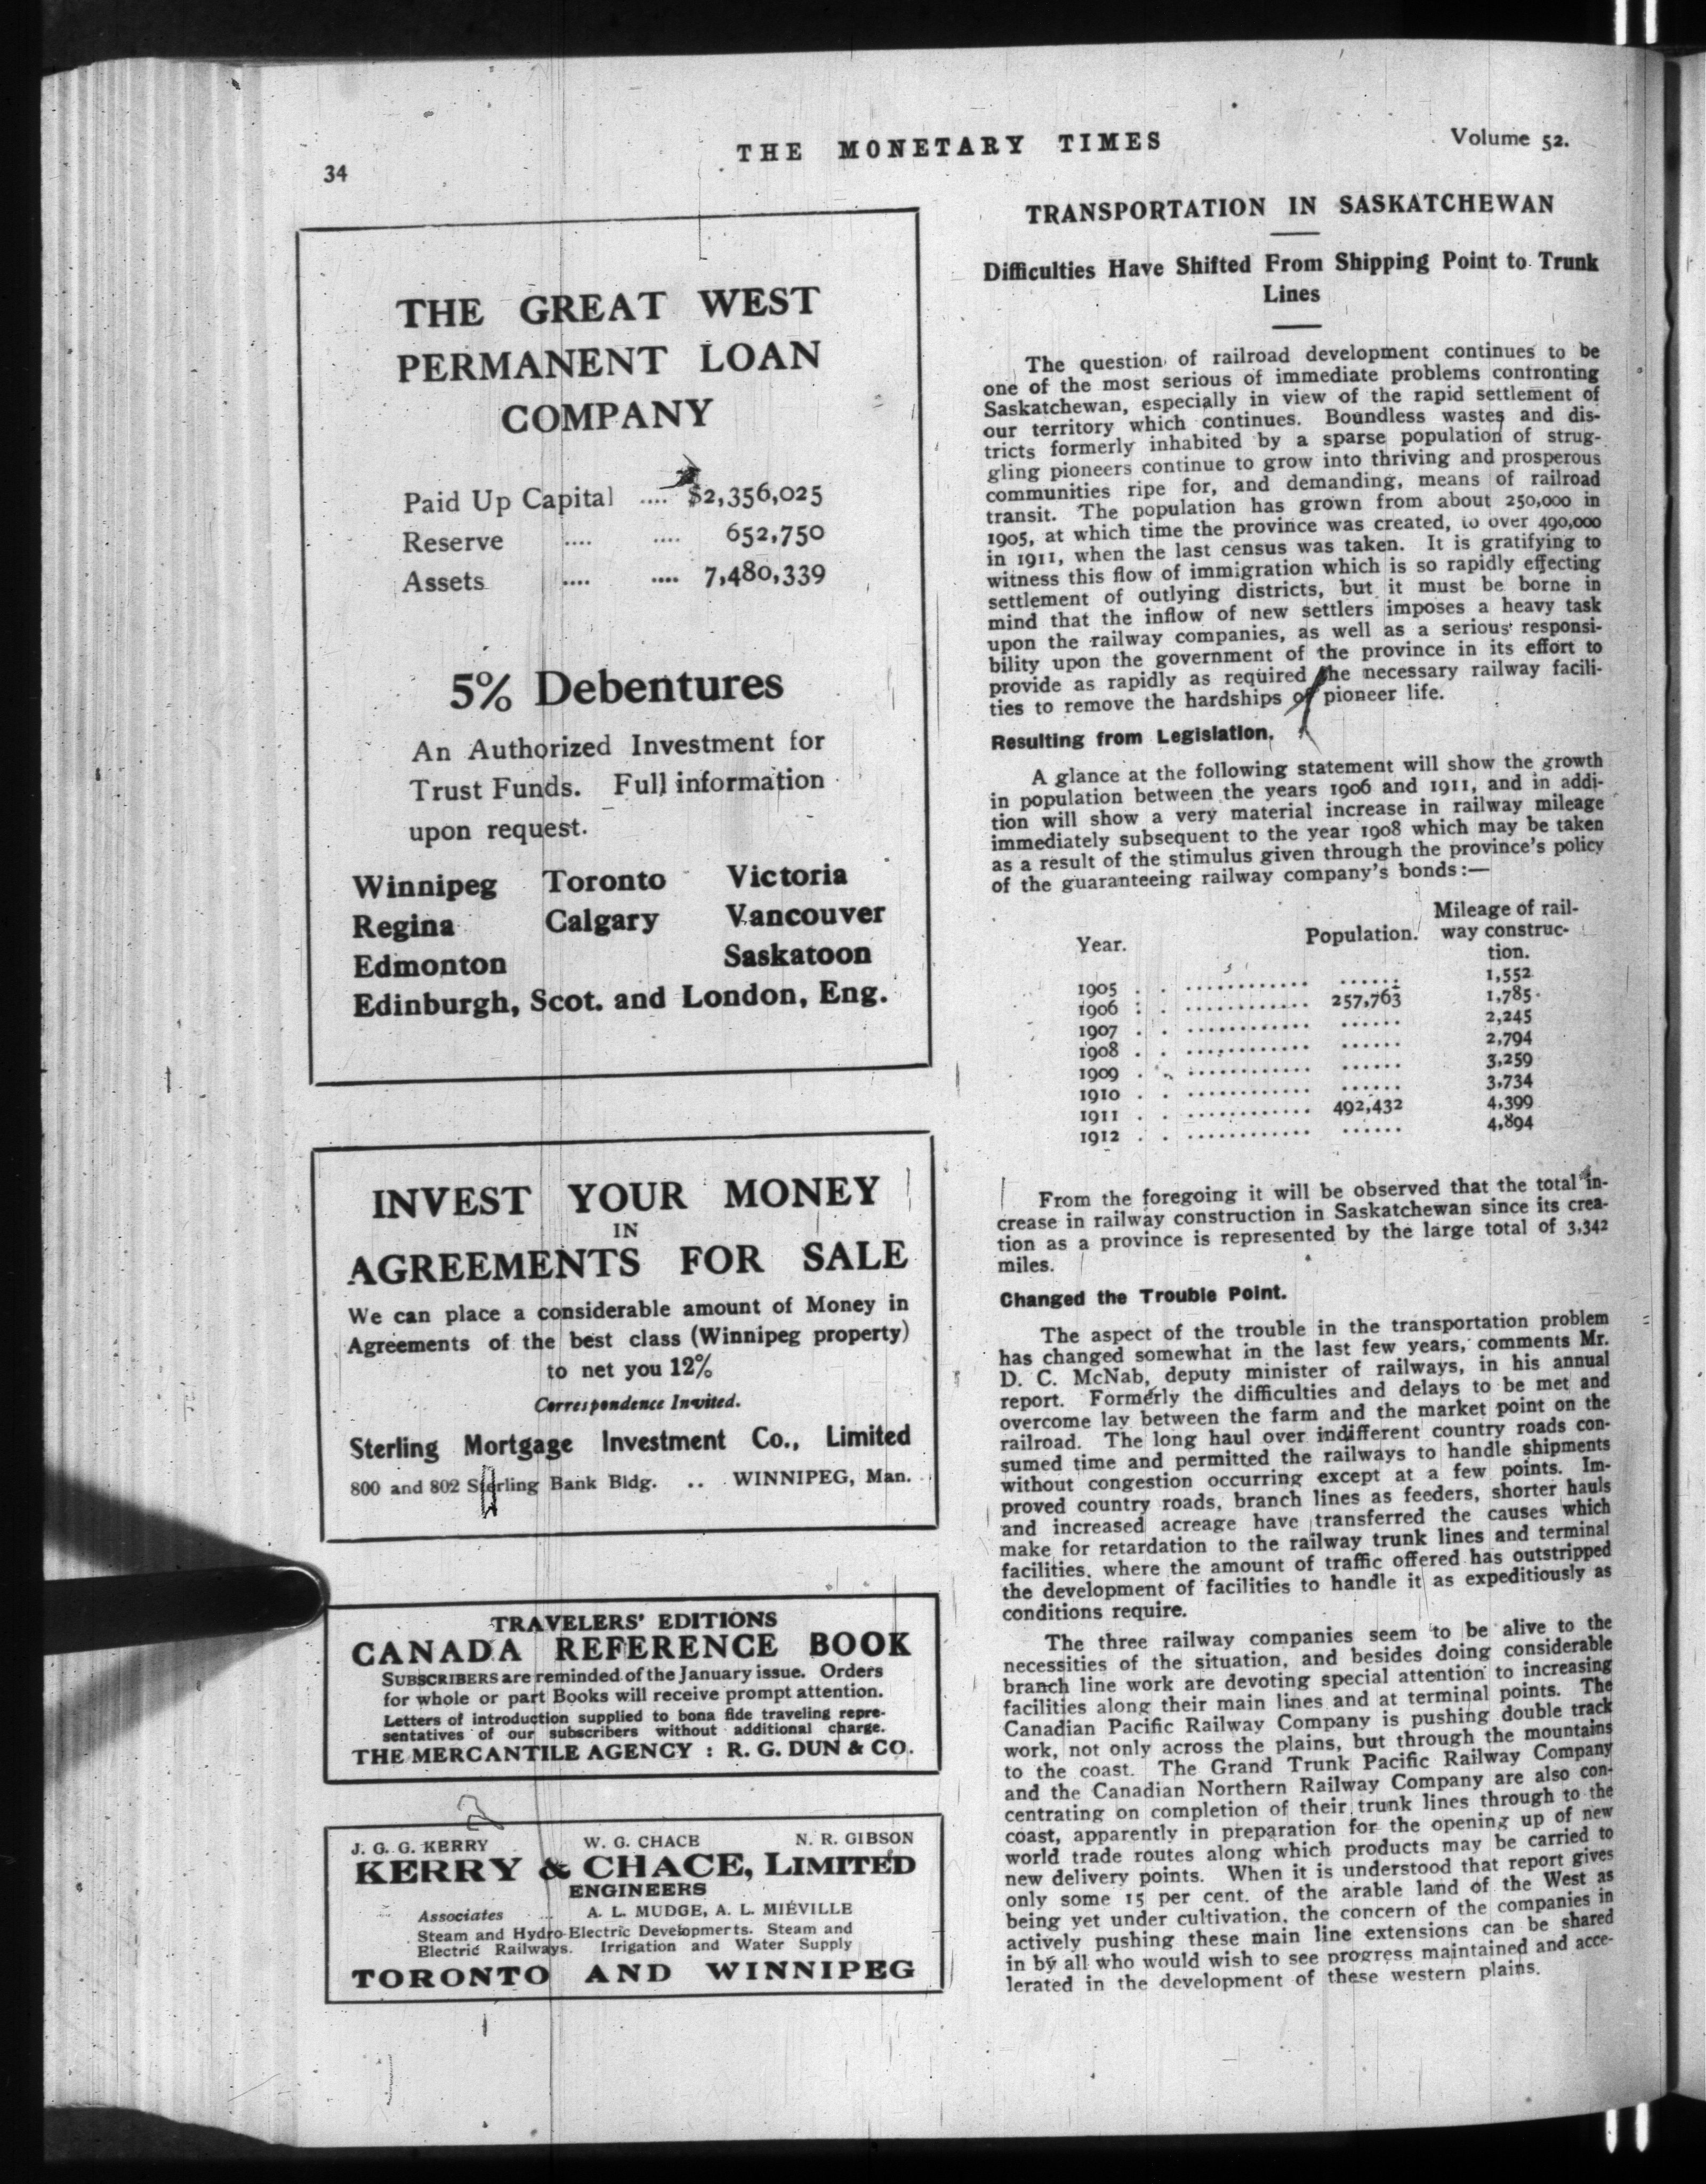 34
THE MONETARY TIMES
Volume 52.
THE GREAT WEST
PERMANENT LOAN
COMPANY
Paid Up Capital .... $2,356,025
Reserve .... .... 652,750
Assets .... .... 7,480,339
5% Debentures
An Authorized Investment for
Trust Funds. Full information
upon request.
Winnipeg Toronto Victoria
Regina Calgary Vancouver
Edmonton Saskatoon
Edinburgh, Scot. and London, Eng.
INVEST YOUR MONEY
IN
AGREEMENTS FOR SALE
We can place a considerable amount of Money in
Agreements of the best class (Winnipeg property)
to net you 12%
Correspondence Invited.
Sterling Mortgage Investment Co., Limited
800 and 802 Sterling Bank Bldg. .. WINNIPEG, Man.
TRAVELERS' EDITIONS
CANADA REFERENCE BOOK
SUBSCRIBERS are reminded of the January issue. Orders
for whole or part Books will receive prompt attention.
Letters of introduction supplied to bona fide traveling repre-
sentatives of our subscribers without additional charge.
THE MERCANTILE AGENCY : R. G. DUN & CO.
J. G. G. KERRY W. G. CHACE N. R. GIBSON
KERRY & CHACE, LIMITED
ENGINEERS
Associates ... A. L. MUDGE, A. L. MIÉVILLE
Steam and Hydro-Electric Developments. Steam and
Electric Railways. Irrigation and Water Supply
TORONTO AND WINNIPEG
TRANSPORTATION IN SASKATCHEWAN
Difficulties Have Shifted From Shipping Point to Trunk
Lines
The question of railroad development continues to be
one of the most serious of immediate problems confronting
Saskatchewan, especially in view of the rapid settlement of
our territory which continues. Boundless wastes and dis-
tricts formerly inhabited by a sparse population of strug-
gling pioneers continue to grow into thriving and prosperous
communities ripe for, and demanding, means of railroad
transit. The population has grown from about 250,000 in
1905, at which time the province was created, to over 490,000
in 1911, when the last census was taken. It is gratifying to
witness this flow of immigration which is so rapidly effecting
settlement of outlying districts, but it must be borne in
mind that the inflow of new settlers imposes a heavy task
upon the railway companies, as well as a serious responsi-
bility upon the government of the province in its effort to
provide as rapidly as required the necessary railway facili-
ties to remove the hardships of pioneer life.
Resulting from Legislation.
A glance at the following statement will show the growth
in population between the years 1906 and 1911, and in addi-
tion will show a very material increase in railway mileage
immediately subsequent to the year 1908 which may be taken
as a result of the stimulus given through the province's policy
of the guaranteeing railway company's bonds:—
Mileage of rail-
Year. Population. way construc-
tion.
1905 . . ............ ...... 1,552
1906 . . ............ 257,763 1,785
1907 . . ............ ...... 2,245
1908 . . ............ ...... 2,794
1909 . . ............ ...... 3,259
1910 . . ............ ...... 3,734
1911 . . ............ 492,432 4,399
1912 . . ............ ...... 4,894
From the foregoing it will be observed that the total in-
crease in railway construction in Saskatchewan since its crea-
tion as a province is represented by the large total of 3,342
miles.
Changed the Trouble Point.
The aspect of the trouble in the transportation problem
has changed somewhat in the last few years, comments Mr.
D. C. McNab, deputy minister of railways, in his annual
report. Formerly the difficulties and delays to be met and
overcome lay between the farm and the market point on the
railroad. The long haul over indifferent country roads con-
sumed time and permitted the railways to handle shipments
without congestion occurring except at a few points. Im-
proved country roads, branch lines as feeders, shorter hauls
and increased acreage have transferred the causes which
make for retardation to the railway trunk lines and terminal
facilities, where the amount of traffic offered has outstripped
the development of facilities to handle it as expeditiously as
conditions require.
The three railway companies seem to be alive to the
necessities of the situation, and besides doing considerable
branch line work are devoting special attention to increasing
facilities along their main lines and at terminal points. The
Canadian Pacific Railway Company is pushing double track
work, not only across the plains, but through the mountains
to the coast. The Grand Trunk Pacific Railway Company
and the Canadian Northern Railway Company are also con-
centrating on completion of their trunk lines through to the
coast, apparently in preparation for the opening up of new
world trade routes along which products may be carried to
new delivery points. When it is understood that report gives
only some 15 per cent. of the arable land of the West as
being yet under cultivation, the concern of the companies in
actively pushing these main line extensions can be shared
in by all who would wish to see progress maintained and acce-
lerated in the development of these western plains.